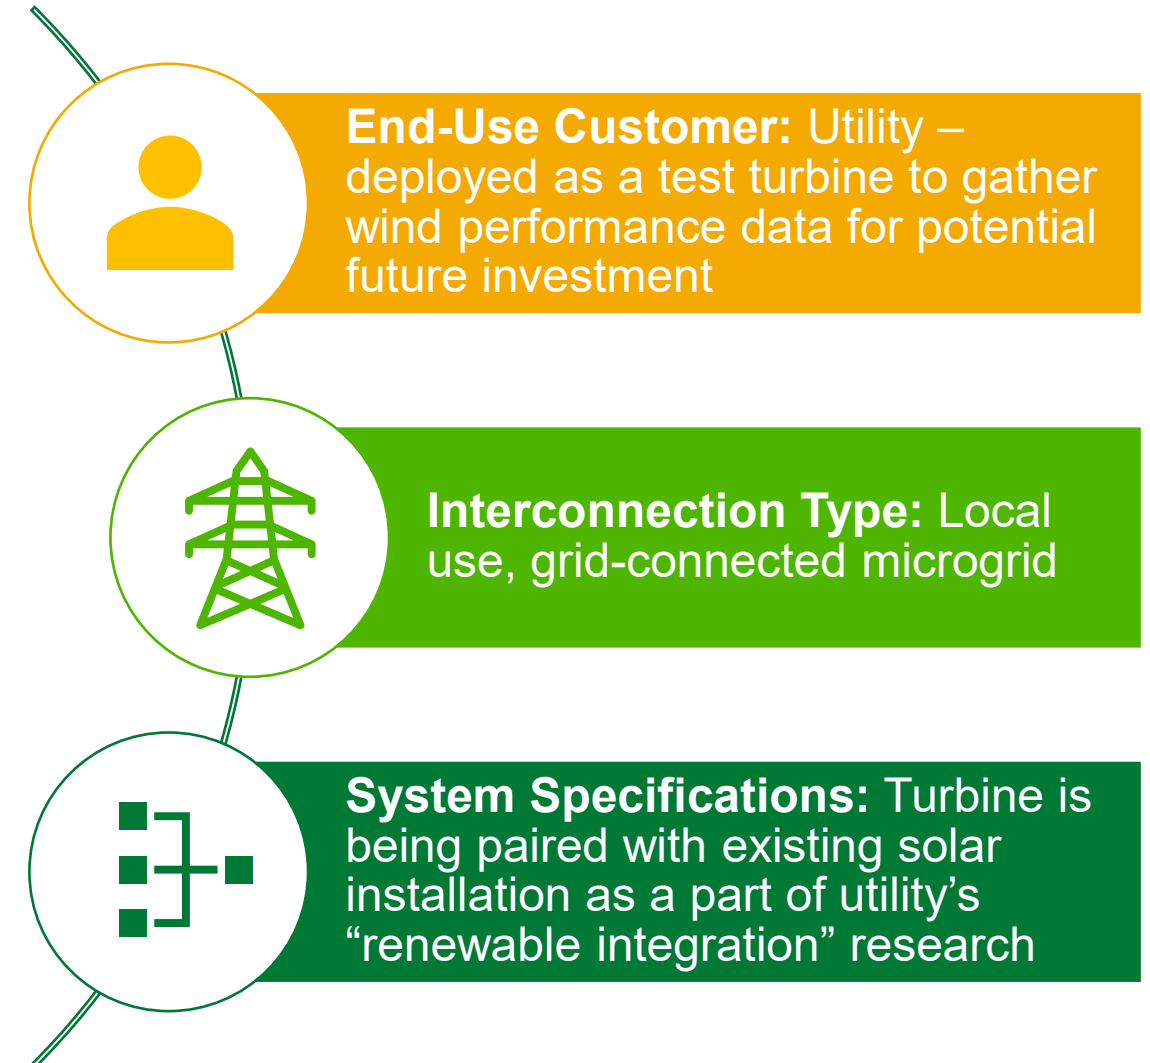 End-Use Customer: Utility –
deployed as a test turbine to gather
wind performance data for potential
future investment
Interconnection Type: Local
use, grid-connected microgrid
System Specifications: Turbine is
being paired with existing solar
installation as a part of utility’s
“renewable integration” research